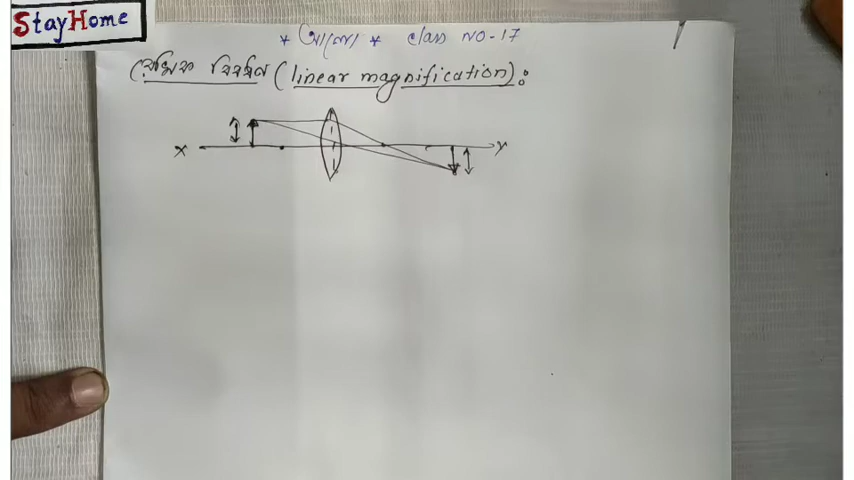 StayHome
* আলো * class NO-17
রৈখিক বিবর্ধন (linear magnification) :
X Y